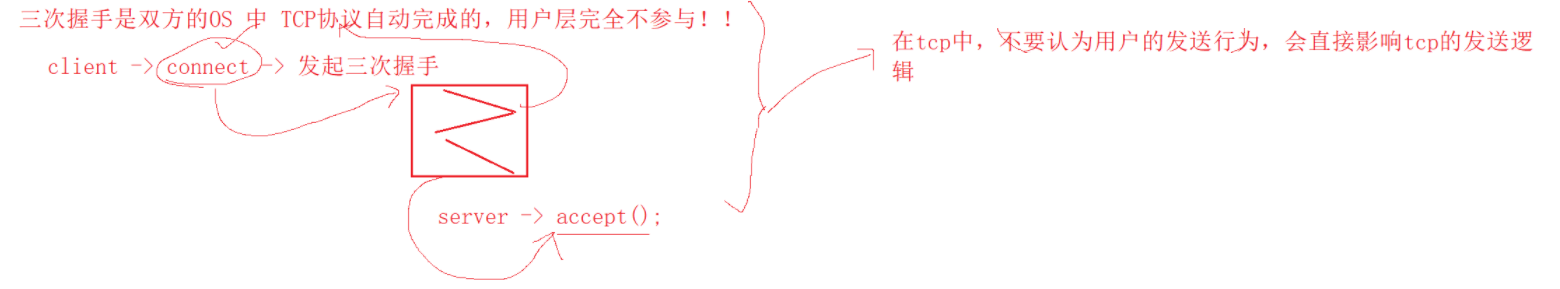 三次握手是双方的OS 中 TCP协议自动完成的，用户层完全不参与！！
client -> connect -> 发起三次握手
server -> accept();
在tcp中，不要认为用户的发送行为，会直接影响tcp的发送逻
辑